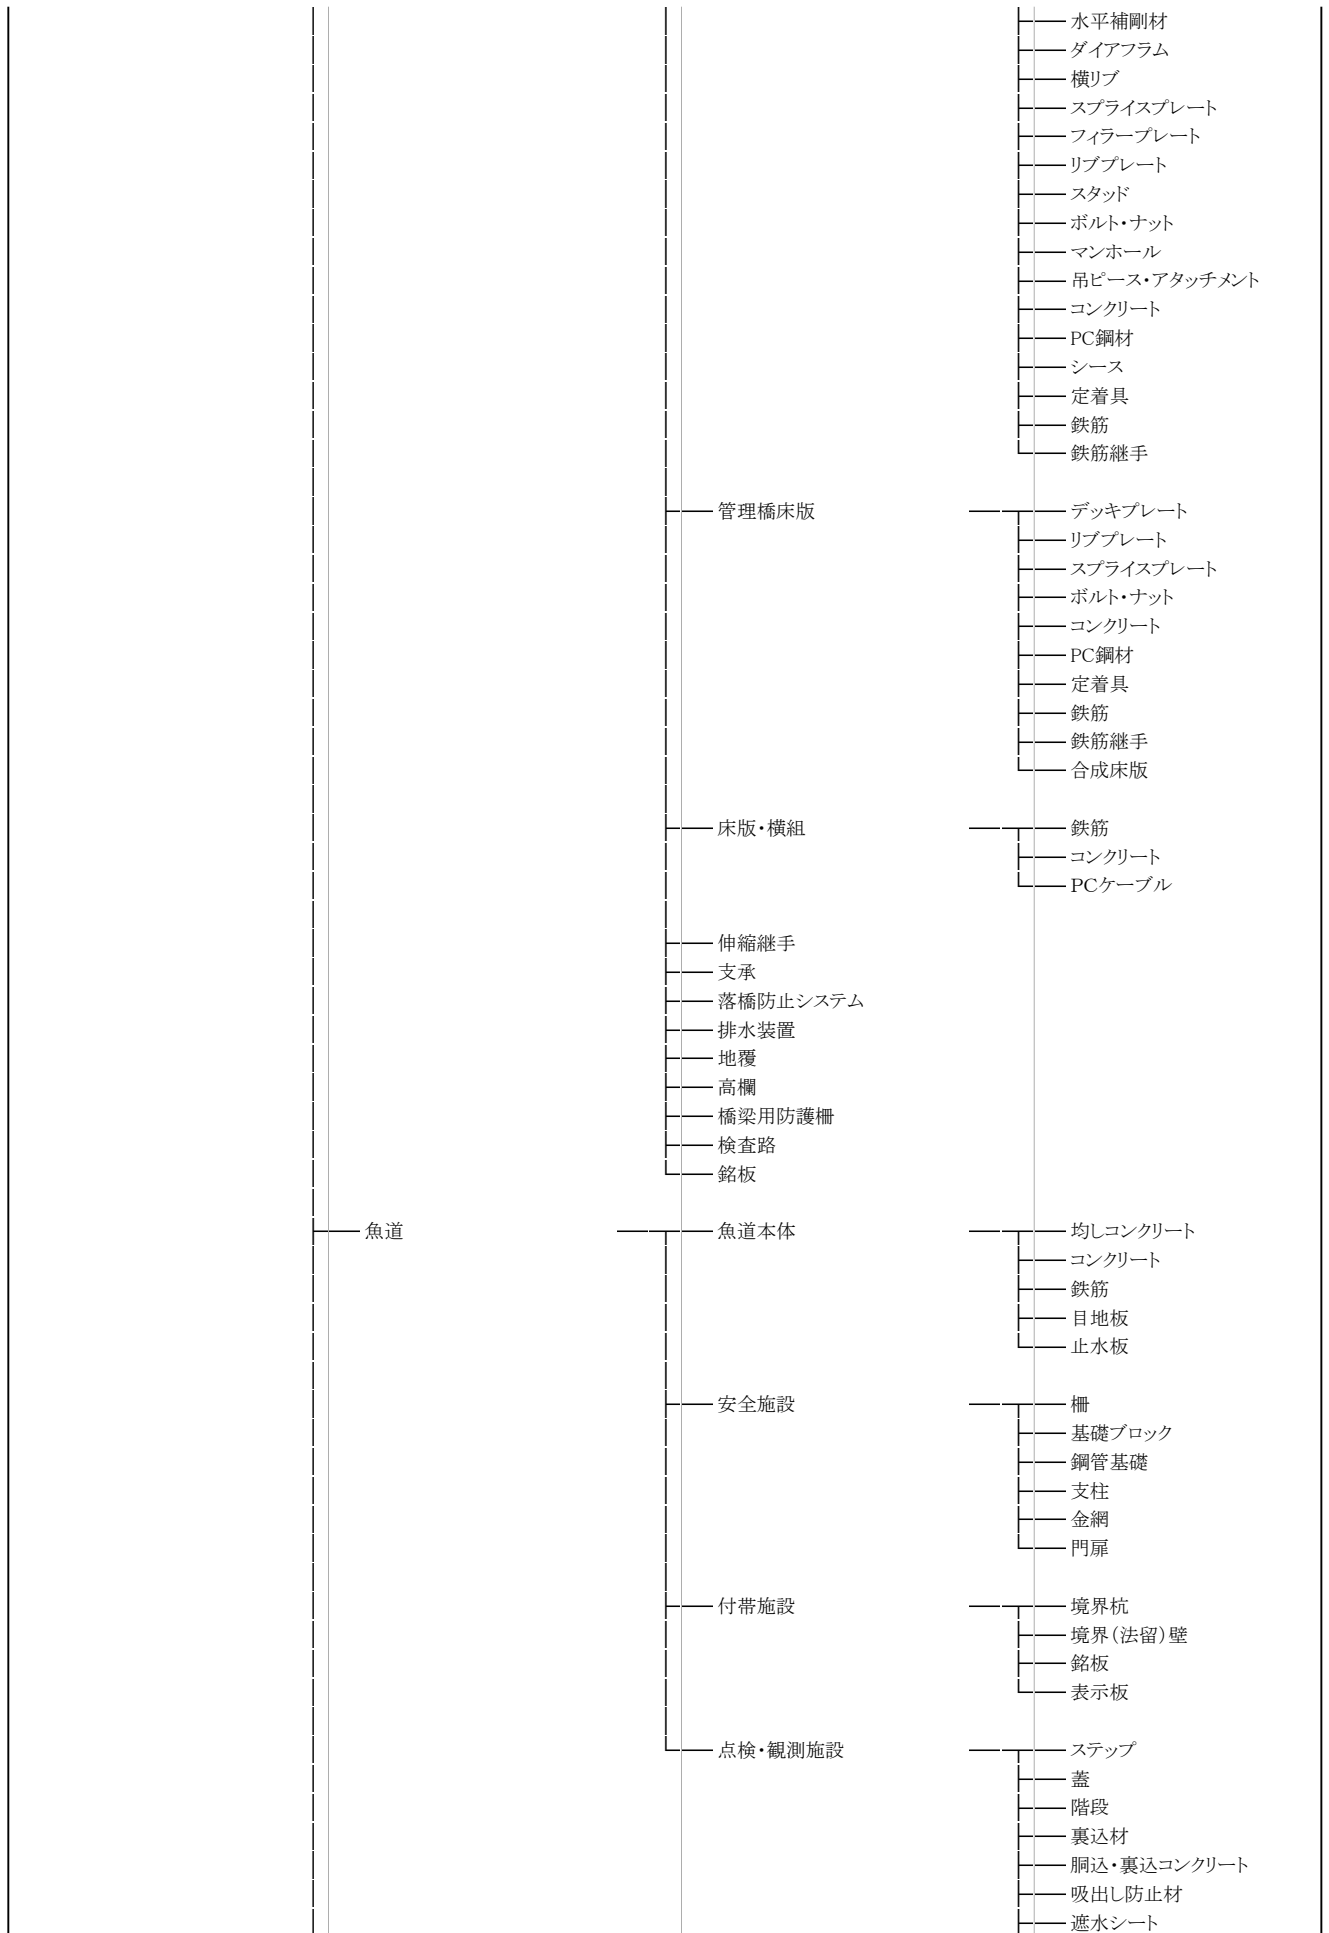 水平補剛材
ダイアフラム
横リブ
スプライスプレート
フィラープレート
リブプレート
スタッド
ボルト・ナット
マンホール
吊ピース・アタッチメント
コンクリート
PC鋼材
シース
定着具
鉄筋
鉄筋継手
管理橋床版 デッキプレート
リブプレート
スプライスプレート
ボルト・ナット
コンクリート
PC鋼材
定着具
鉄筋
鉄筋継手
合成床版
床版・横組 鉄筋
コンクリート
PCケーブル
伸縮継手
支承
落橋防止システム
排水装置
地覆
高欄
橋梁用防護柵
検査路
銘板
魚道 魚道本体 均しコンクリート
コンクリート
鉄筋
目地板
止水板
安全施設 柵
基礎ブロック
鋼管基礎
支柱
金網
門扉
付帯施設 境界杭
境界(法留)壁
銘板
表示板
点検・観測施設 ステップ
蓋
階段
裏込材
胴込・裏込コンクリート
吸出し防止材
遮水シート